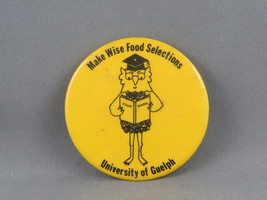 Make Wise Food Selections
University of Guelph